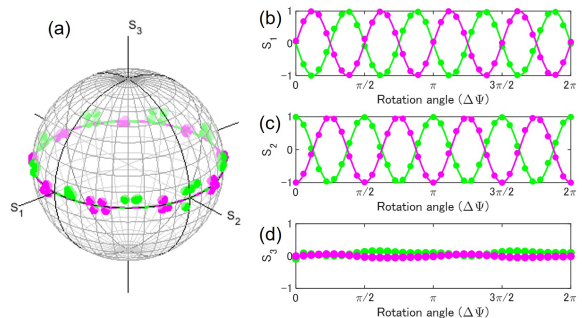 (a)
S3
S1
S2
(b)
S1
1
0
−1
0
π/2
π
3π/2
2π
Rotation angle (ΔΨ)
(c)
S2
1
0
-1
0
π/2
π
3π/2
2π
Rotation angle (ΔΨ)
(d)
S3
1
0
-1
0
π/2
π
3π/2
2π
Rotation angle (ΔΨ)